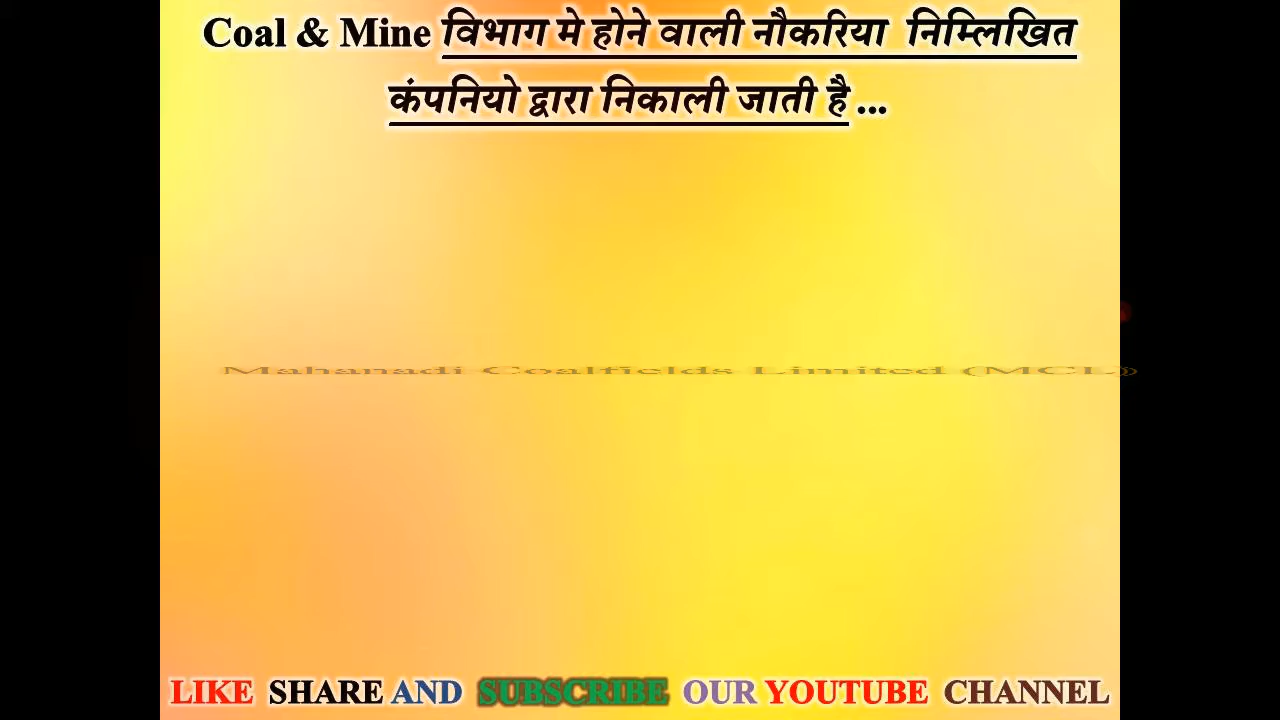 Coal & Mine विभाग मे होने वाली नौकरिया निम्लिखित
कंपनियो द्वारा निकाली जाती है ...
Mahanadi Coalfields Limited (MCL)
LIKE SHARE AND SUBSCRIBE OUR YOUTUBE CHANNEL